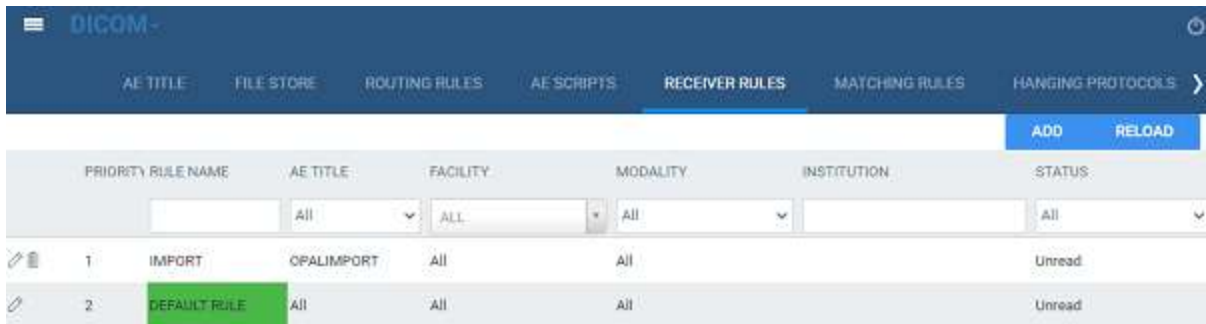 DICOM
AE TITLE FILE STORE ROUTING RULES AE SCRIPTS RECEIVER RULES MATCHING RULES HANGING PROTOCOLS
ADD RELOAD
PRIORITY RULE NAME AE TITLE FACILITY MODALITY INSTITUTION STATUS
All ALL All All
1 IMPORT OPALIMPORT All All Unread
2 DEFAULT RULE All All All Unread